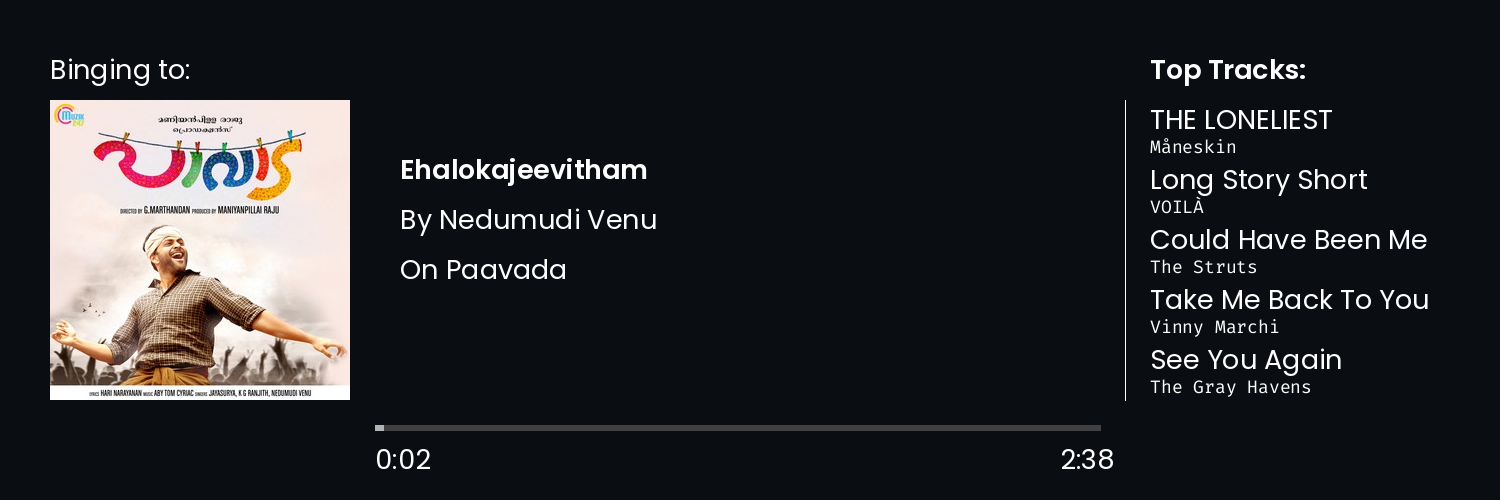 Binging to:
Muzik 247
മണിയൻപിള്ള രാജു
പ്രൊഡക്ഷൻസ്
പാവാട
DIRECTED BY G.MARTHANDAN PRODUCED BY MANIYANPILLAI RAJU
LYRICS HARI NARAYANAN MUSIC ABY TOM CYRIAC SINGERS JAYASURYA, K G RANJITH, NEDUMUDI VENU
Ehalokajeevitham
By Nedumudi Venu
On Paavada
0:02
2:38
Top Tracks:
THE LONELIEST
Måneskin
Long Story Short
VOILÀ
Could Have Been Me
The Struts
Take Me Back To You
Vinny Marchi
See You Again
The Gray Havens